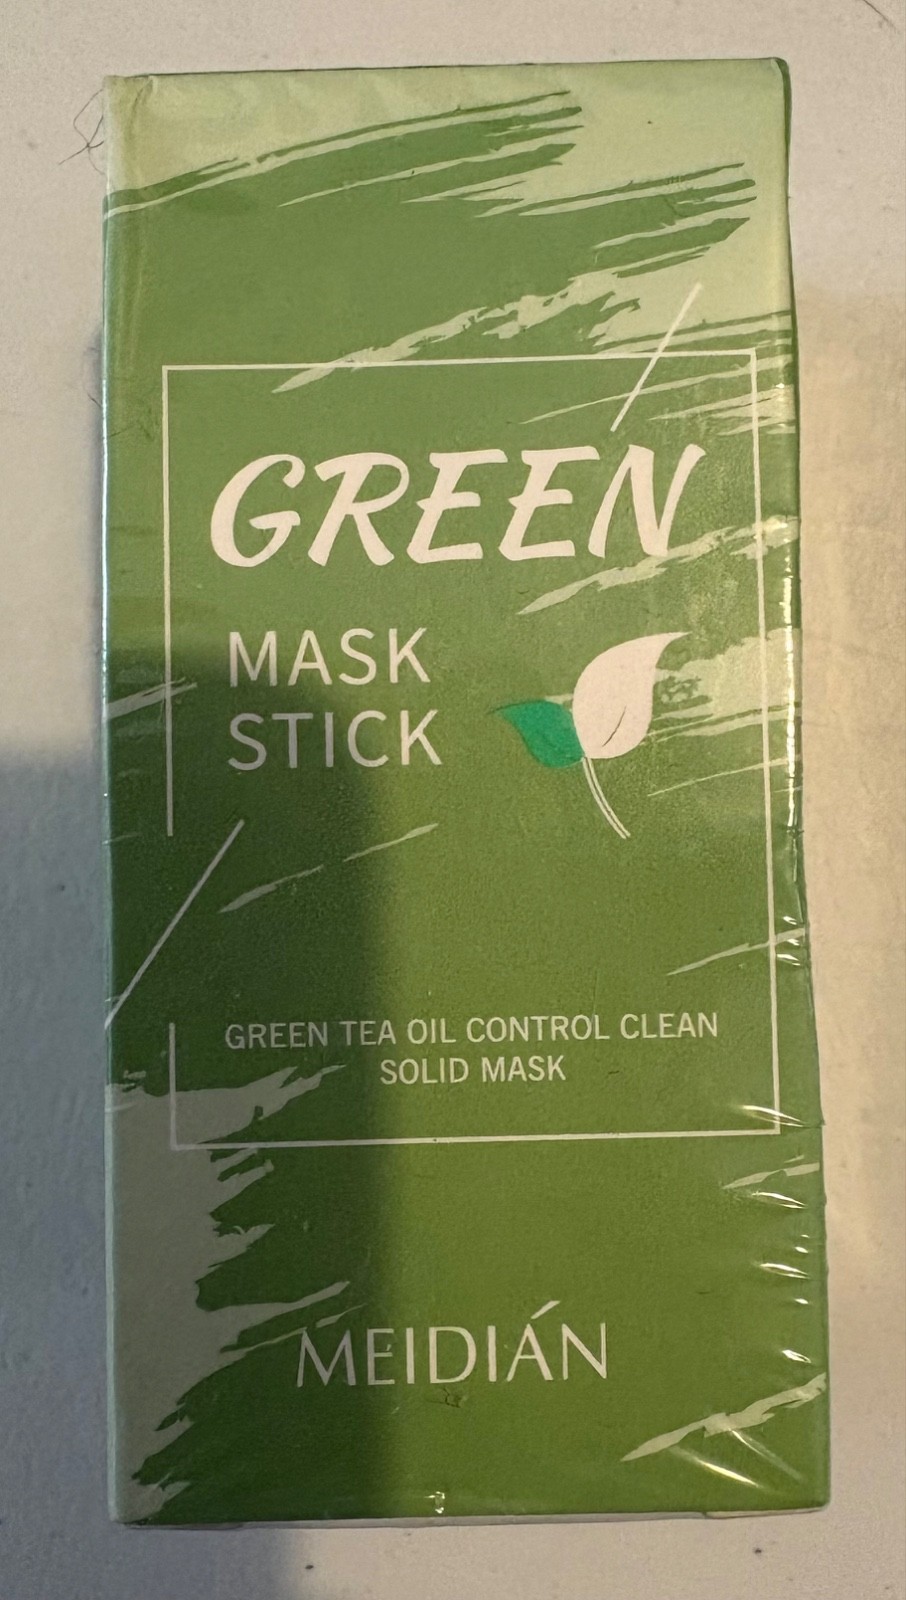 GREEN
MASK
STICK
GREEN TEA OIL CONTROL CLEAN
SOLID MASK
MEIDIÁN